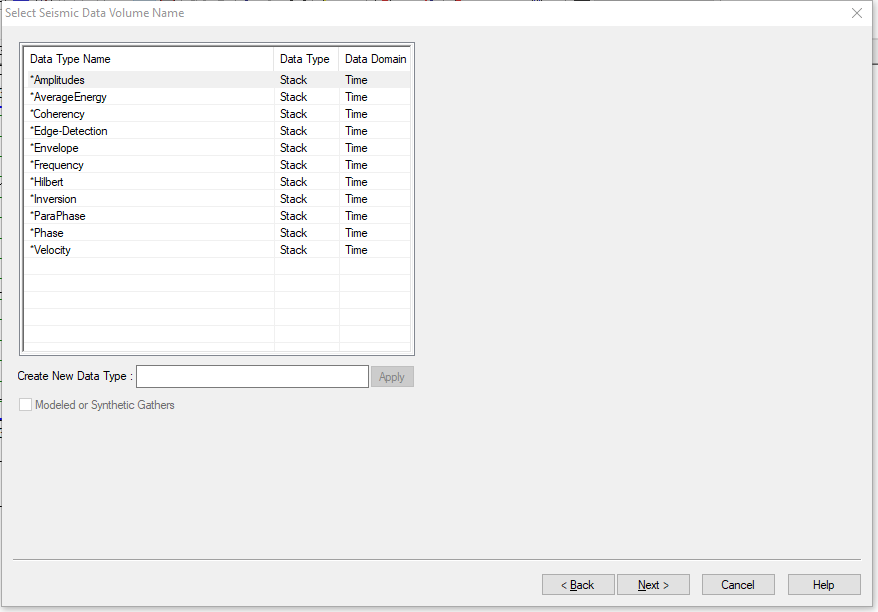 Select Seismic Data Volume Name
Data Type Name Data Type Data Domain
*Amplitudes Stack Time
*AverageEnergy Stack Time
*Coherency Stack Time
*Edge-Detection Stack Time
*Envelope Stack Time
*Frequency Stack Time
*Hilbert Stack Time
*Inversion Stack Time
*ParaPhase Stack Time
*Phase Stack Time
*Velocity Stack Time
Create New Data Type : Apply
Modeled or Synthetic Gathers
< Back Next > Cancel Help